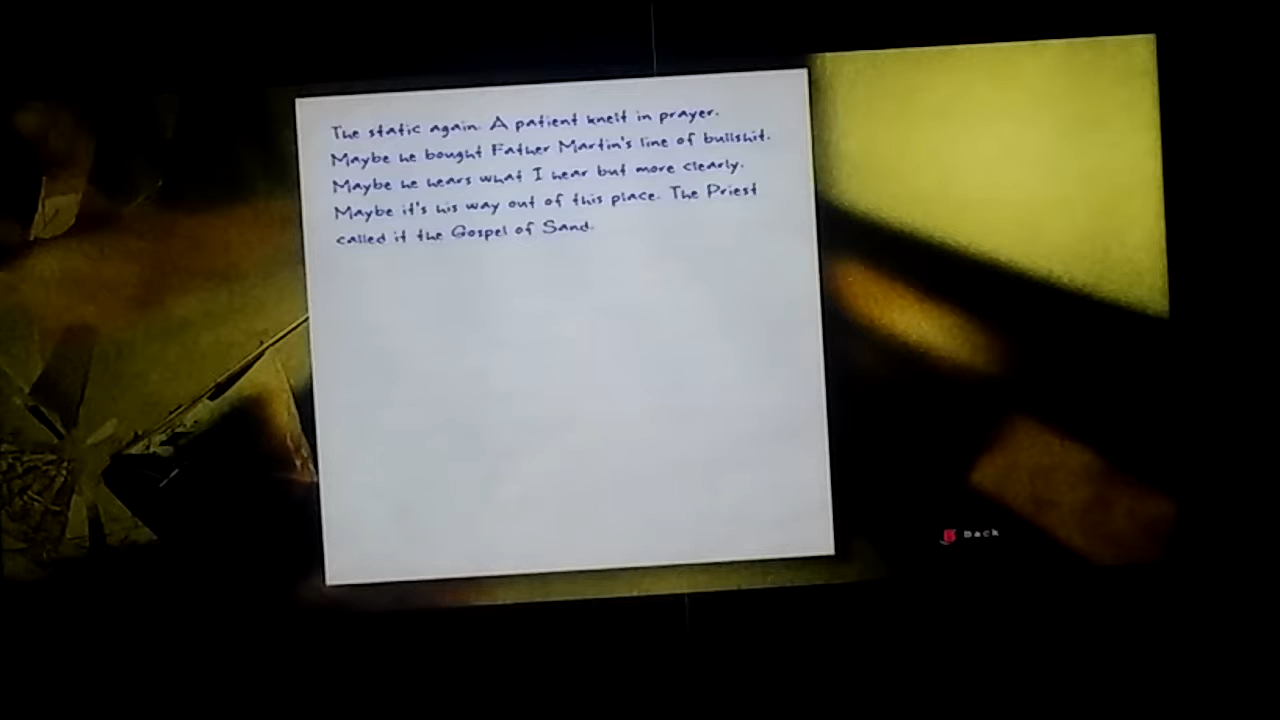 The static again. A patient knelt in prayer.
Maybe he bought Father Martin's line of bullshit.
Maybe he hears what I hear but more clearly.
Maybe it's his way out of this place. The Priest
called it the Gospel of Sand.
Back